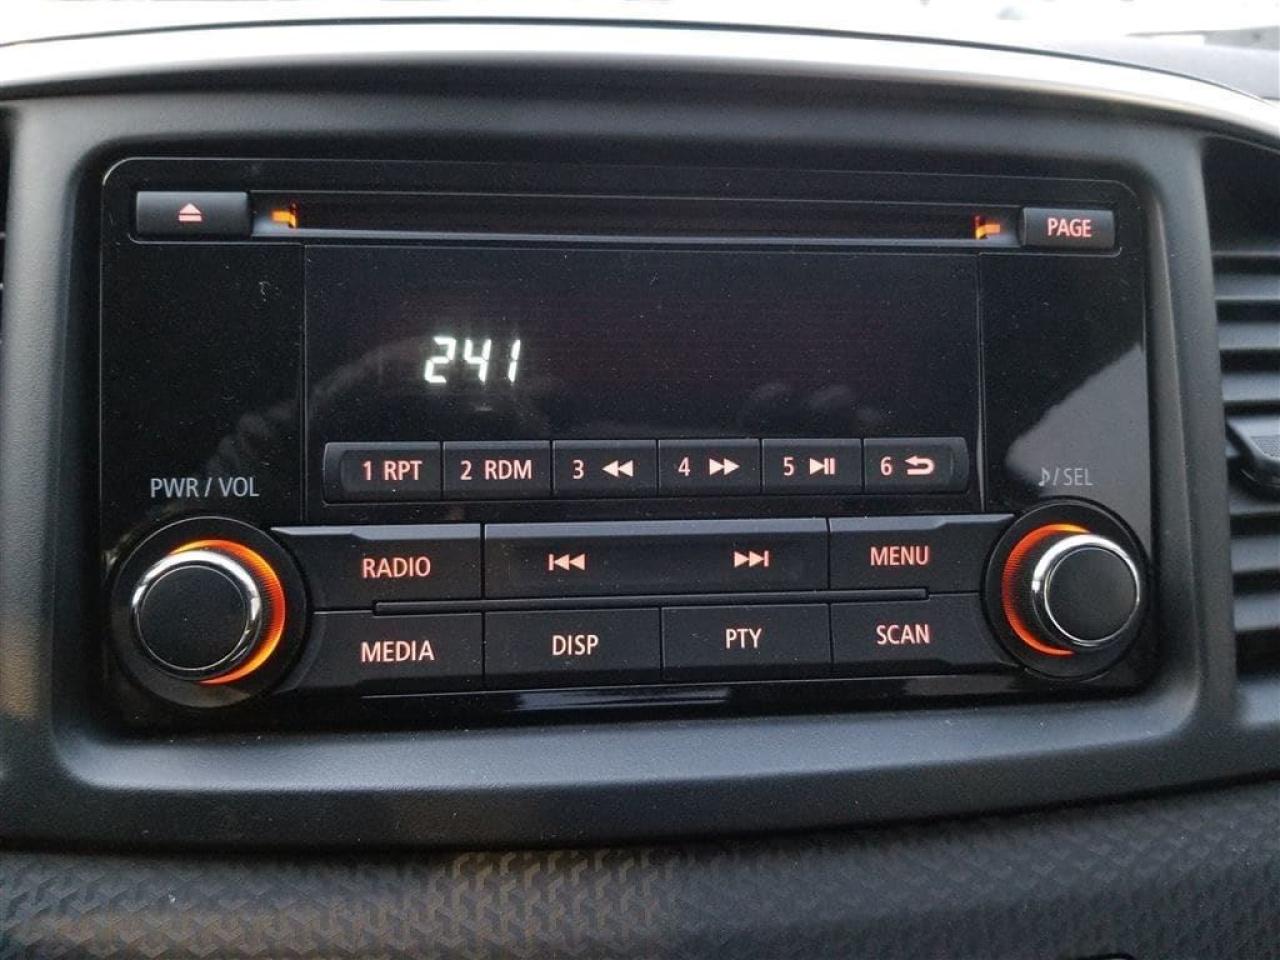 PAGE
241
1 RPT 2 RDM 3 4 5 6
PWR / VOL
♪/SEL
RADIO MENU
MEDIA DISP PTY SCAN